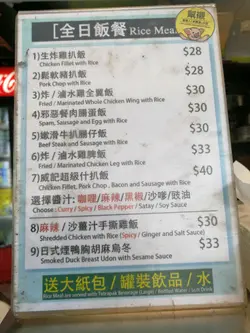 [全日飯餐 Rice Mea
1)生炸雞扒飯 $28
Chicken Fillet with Rice
2)鬆軟豬扒飯 $28
Pork Chop with Rice
3)炸 / 滷水雞全翼飯 $30
Fried / Marinated Whole Chicken Wing with Rice
4)邪惡餐肉腸蛋飯 $30
Spam, Sausage and Egg with Rice
5)嫩滑牛扒腸仔飯 $33
Beef Steak and Sausage with Rice
6)炸 / 滷水雞髀飯 $33
Fried / Marinated Chicken Leg with Rice
7)威記超級什扒飯 $40
Chicken Fillet, Pork Chop, Bacon and Sausage with Rice
選擇醬汁: 咖喱/麻辣/黑椒/沙嗲/豉油
Choose : Curry / Spicy / Black Pepper / Satay / Soy Sauce
8)麻辣 / 沙薑汁手撕雞飯 $30
Shredded Chicken with Rice (Spicy / Ginger and Salt Sauce)
9)日式煙鴨胸胡麻烏冬 $33
Smoked Duck Breast Udon with Sesame Sauce
送大紙包 / 罐裝飲品 / 水